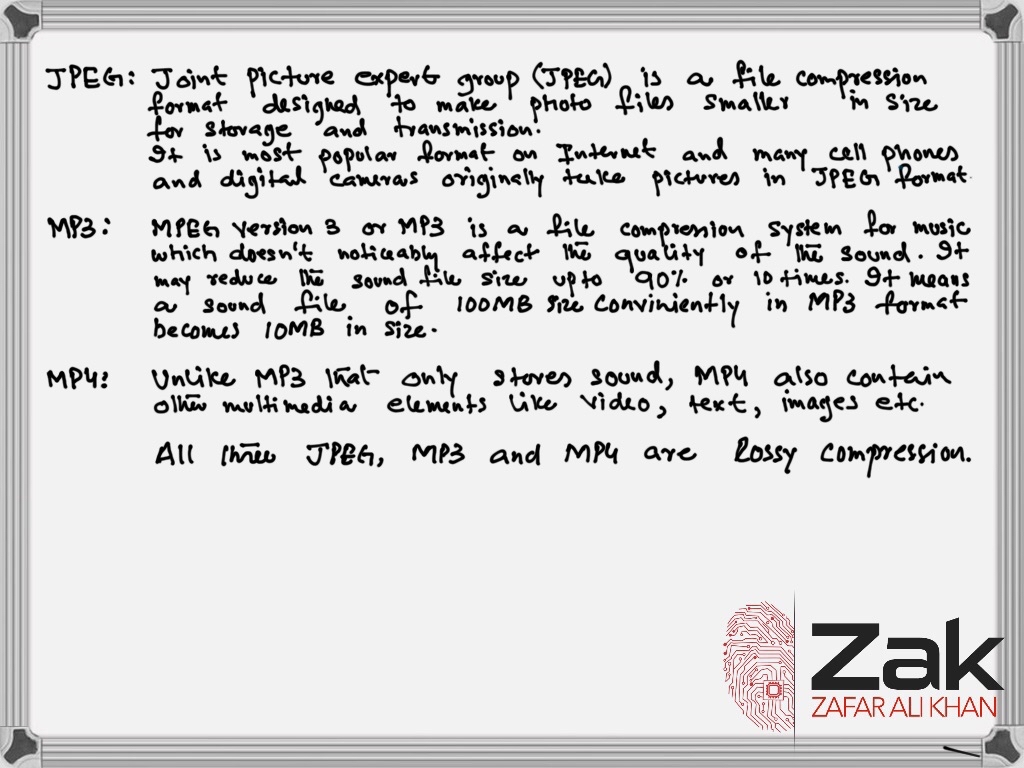 JPEG: Joint picture expert group (JPEG) is a file compression
format designed to make photo files smaller in size
for storage and transmission.
It is most popular format on Internet and many cell phones
and digital cameras originally take pictures in JPEG format.
MP3: MPEG version 3 or MP3 is a file compression system for music
which doesn't noticeably affect the quality of the sound. It
may reduce the sound file size upto 90% or 10 times. It means
a sound file of 100MB size conviniently in MP3 format
becomes 10MB in size.
MP4: Unlike MP3 that only stores sound, MP4 also contain
other multimedia elements like video, text, images etc.
All three JPEG, MP3 and MP4 are lossy compression.
Zak
ZAFAR ALI KHAN